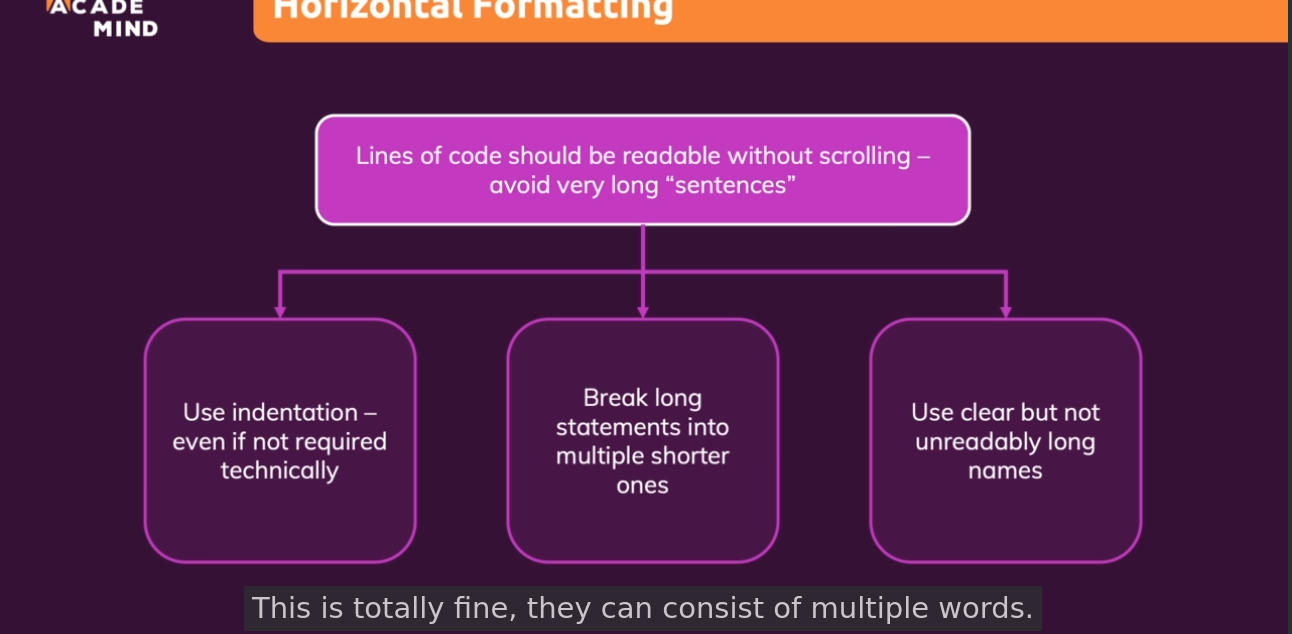 ACADE
MIND
Horizontal Formatting
Lines of code should be readable without scrolling –
avoid very long “sentences”
Use indentation –
even if not required
technically
Break long
statements into
multiple shorter
ones
Use clear but not
unreadably long
names
This is totally fine, they can consist of multiple words.